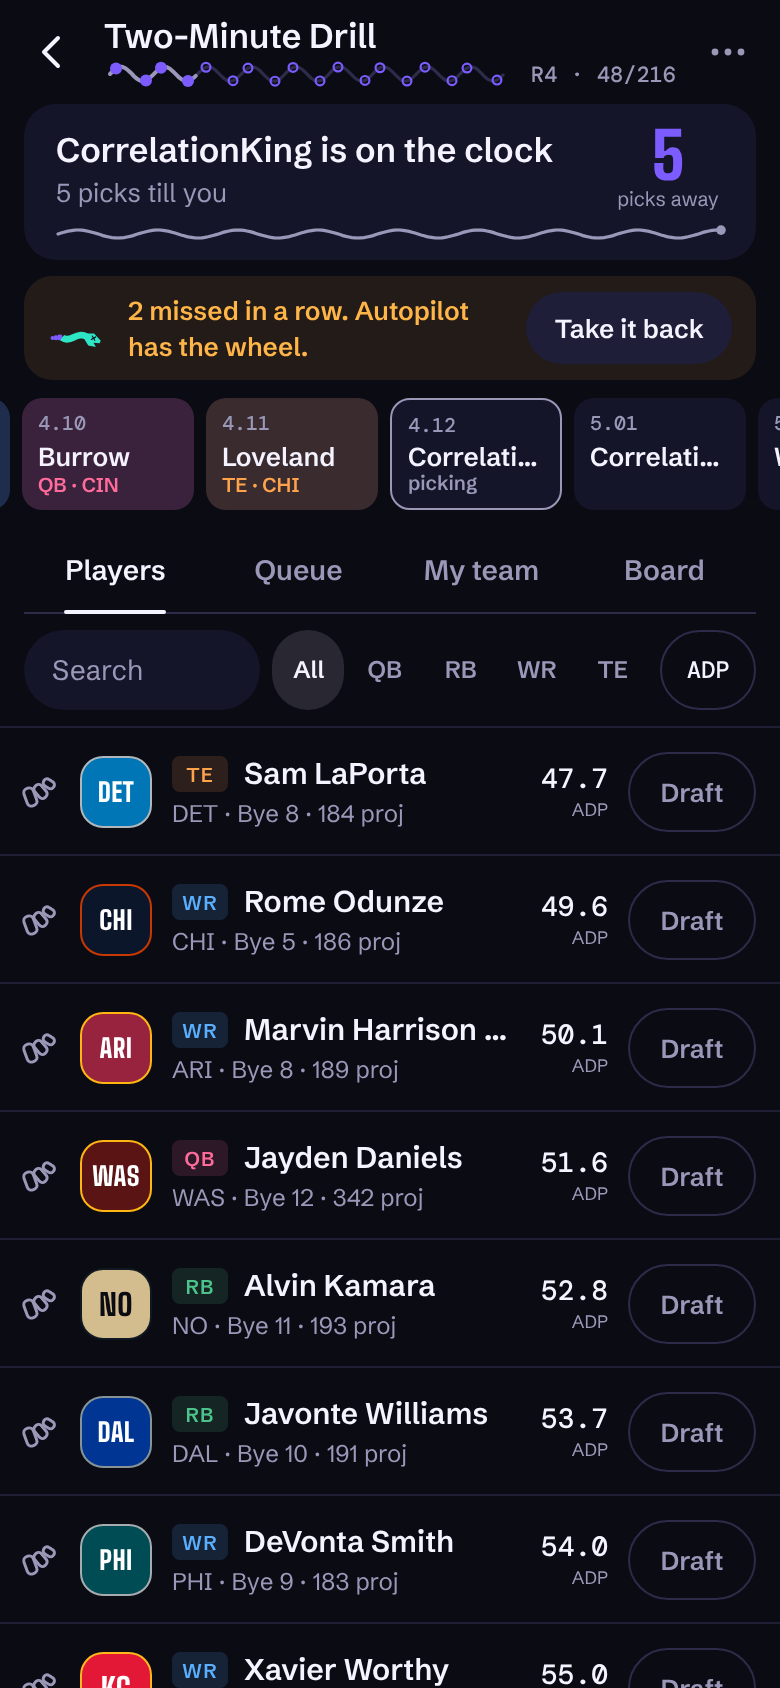 Two-Minute Drill
R4 · 48/216
CorrelationKing is on the clock
5 picks till you
5
picks away
2 missed in a row. Autopilot
has the wheel.
Take it back
4.10
Burrow
QB · CIN
4.11
Loveland
TE · CHI
4.12
Correlati...
picking
5.01
Correlati...
Players Queue My team Board
Search All QB RB WR TE ADP
DET TE Sam LaPorta 47.7 Draft
DET · Bye 8 · 184 proj ADP
CHI WR Rome Odunze 49.6 Draft
CHI · Bye 5 · 186 proj ADP
ARI WR Marvin Harrison ... 50.1 Draft
ARI · Bye 8 · 189 proj ADP
WAS QB Jayden Daniels 51.6 Draft
WAS · Bye 12 · 342 proj ADP
NO RB Alvin Kamara 52.8 Draft
NO · Bye 11 · 193 proj ADP
DAL RB Javonte Williams 53.7 Draft
DAL · Bye 10 · 191 proj ADP
PHI WR DeVonta Smith 54.0 Draft
PHI · Bye 9 · 183 proj ADP
KC WR Xavier Worthy 55.0 Draft